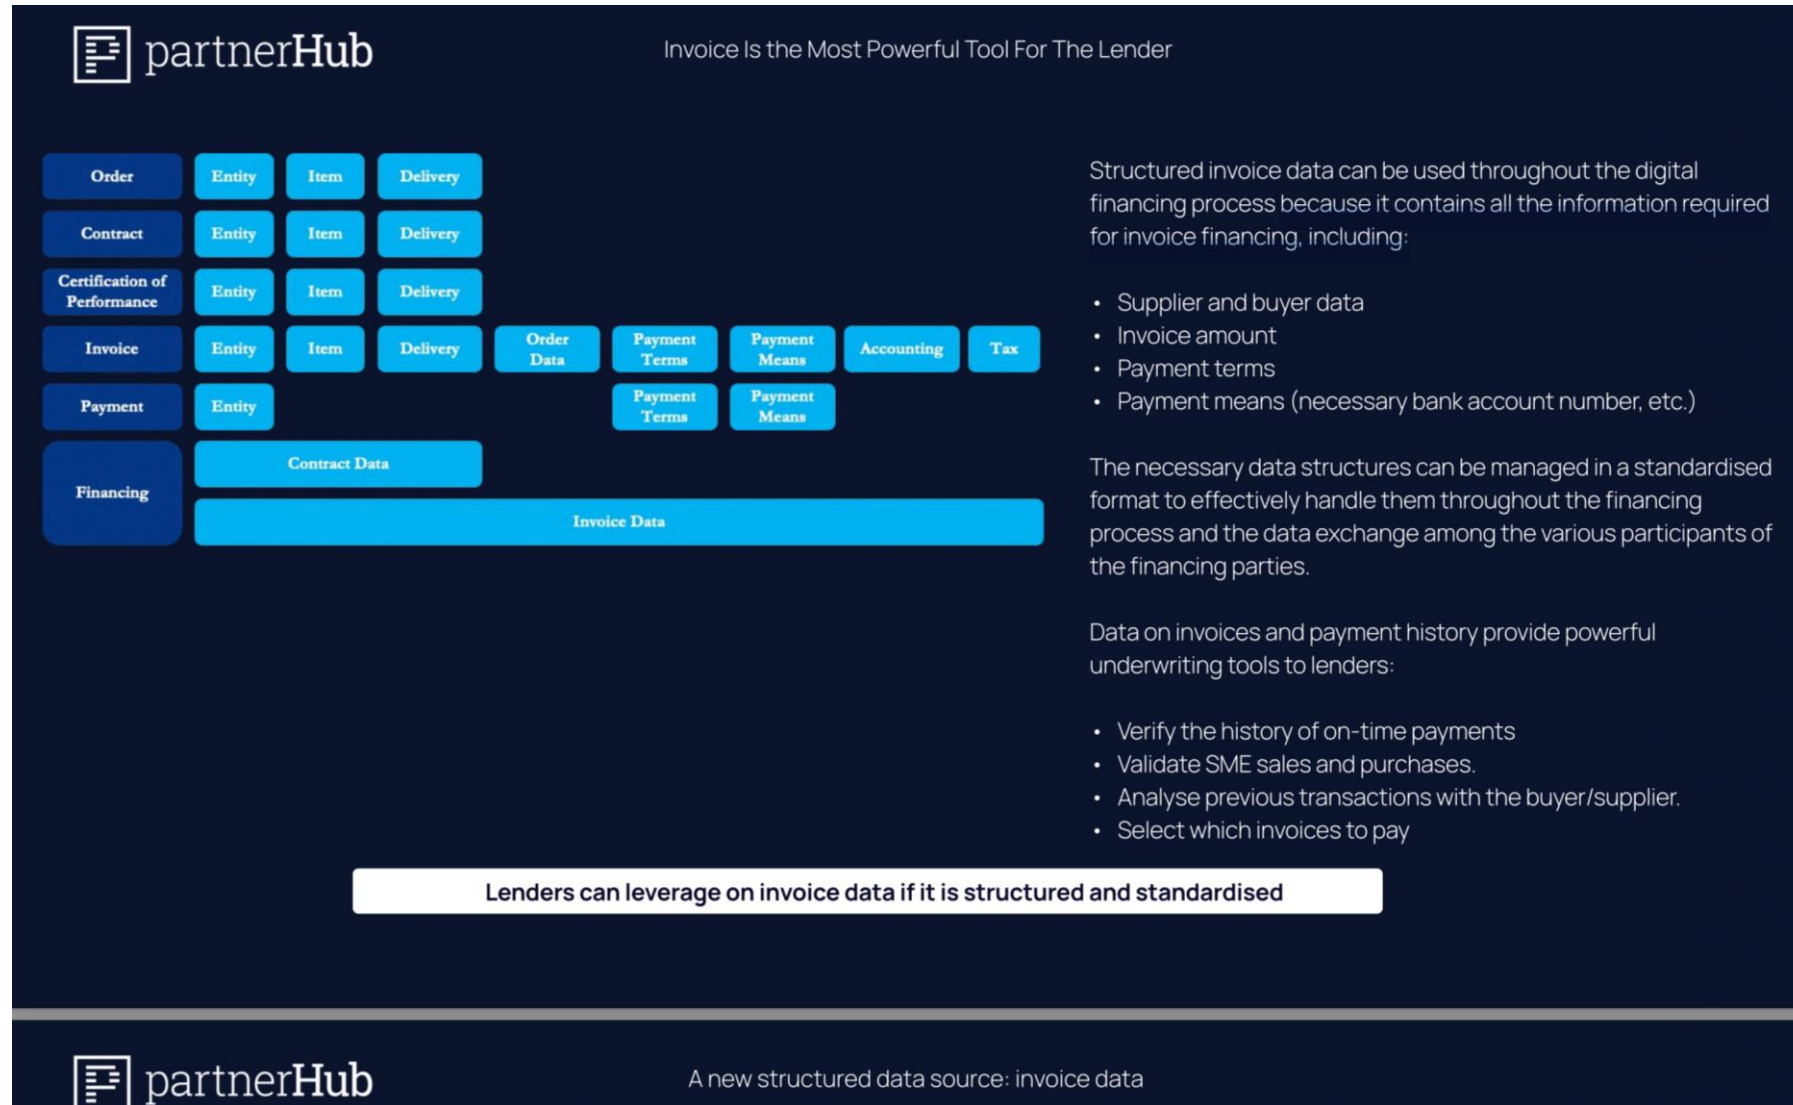 partnerHub
Invoice Is the Most Powerful Tool For The Lender
Order Entity Item Delivery
Contract Entity Item Delivery
Certification of
Performance Entity Item Delivery
Invoice Entity Item Delivery Order Data Payment Terms Payment Means Accounting Tax
Payment Entity Payment Terms Payment Means
Financing
Contract Data
Invoice Data
Structured invoice data can be used throughout the digital
financing process because it contains all the information required
for invoice financing, including:
• Supplier and buyer data
• Invoice amount
• Payment terms
• Payment means (necessary bank account number, etc.)
The necessary data structures can be managed in a standardised
format to effectively handle them throughout the financing
process and the data exchange among the various participants of
the financing parties.
Data on invoices and payment history provide powerful
underwriting tools to lenders:
• Verify the history of on-time payments
• Validate SME sales and purchases.
• Analyse previous transactions with the buyer/supplier.
• Select which invoices to pay
Lenders can leverage on invoice data if it is structured and standardised
partnerHub
A new structured data source: invoice data